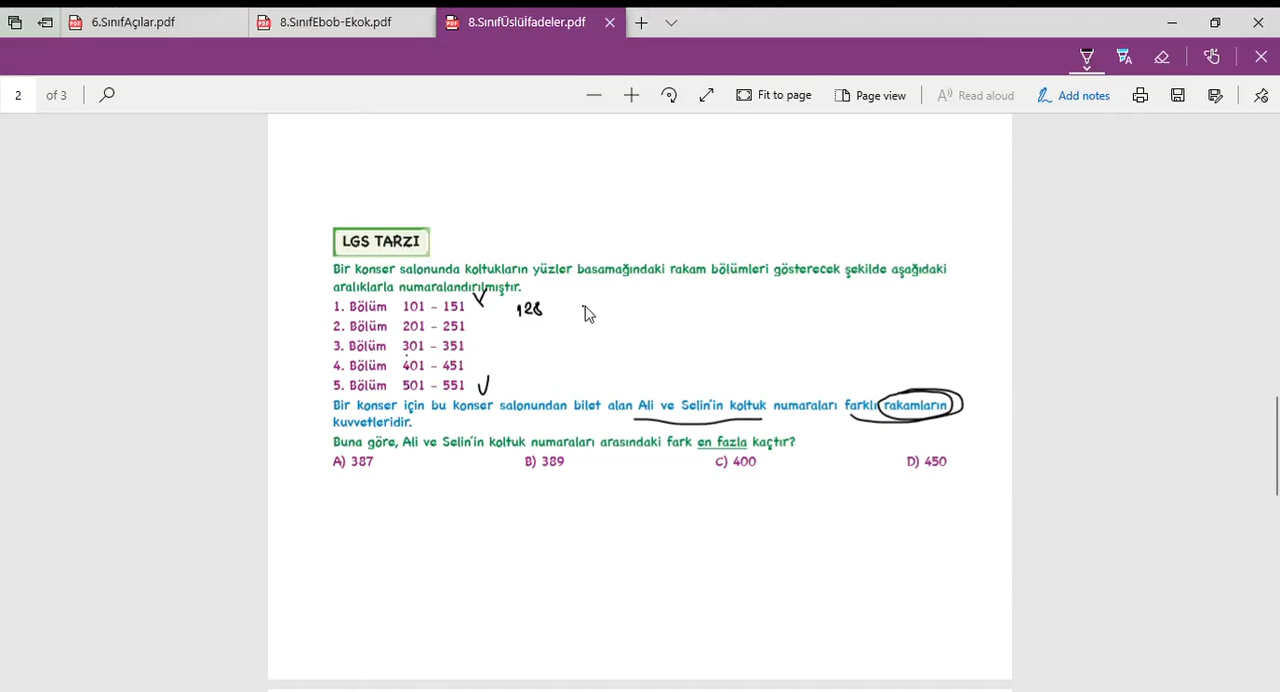 6.SınıfAçılar.pdf
8.SınıfEbob-Ekok.pdf
8.SınıfÜslüİfadeler.pdf
2 of 3
Fit to page
Page view
Read aloud
Add notes
LGS TARZI
Bir konser salonunda koltukların yüzler basamağındaki rakam bölümleri gösterecek şekilde aşağıdaki
aralıklarla numaralandırılmıştır.
1. Bölüm 101 - 151
128
2. Bölüm 201 - 251
3. Bölüm 301 - 351
4. Bölüm 401 - 451
5. Bölüm 501 - 551
Bir konser için bu konser salonundan bilet alan Ali ve Selin'in koltuk numaraları farklı rakamların
kuvvetleridir.
Buna göre, Ali ve Selin'in koltuk numaraları arasındaki fark en fazla kaçtır?
A) 387 B) 389 C) 400 D) 450